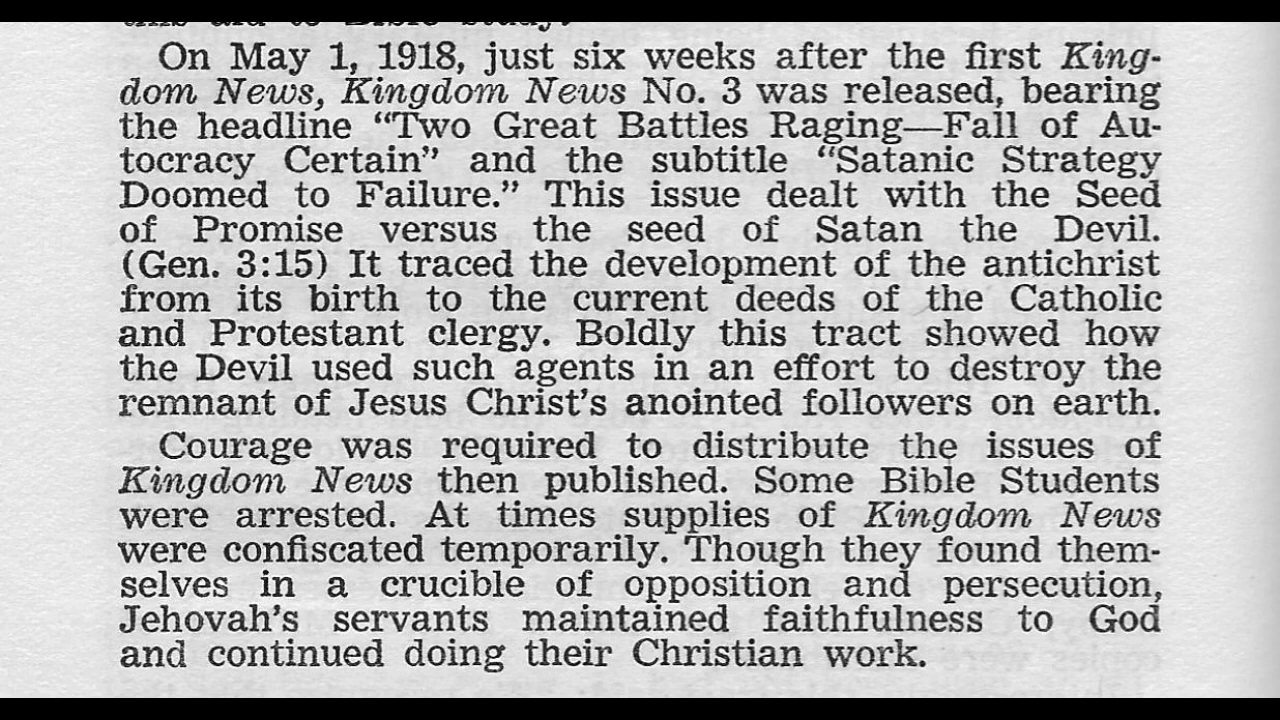 On May 1, 1918, just six weeks after the first King-
dom News, Kingdom News No. 3 was released, bearing
the headline “Two Great Battles Raging—Fall of Au-
tocracy Certain” and the subtitle “Satanic Strategy
Doomed to Failure.” This issue dealt with the Seed
of Promise versus the seed of Satan the Devil.
(Gen. 3:15) It traced the development of the antichrist
from its birth to the current deeds of the Catholic
and Protestant clergy. Boldly this tract showed how
the Devil used such agents in an effort to destroy the
remnant of Jesus Christ’s anointed followers on earth.
Courage was required to distribute the issues of
Kingdom News then published. Some Bible Students
were arrested. At times supplies of Kingdom News
were confiscated temporarily. Though they found them-
selves in a crucible of opposition and persecution,
Jehovah’s servants maintained faithfulness to God
and continued doing their Christian work.